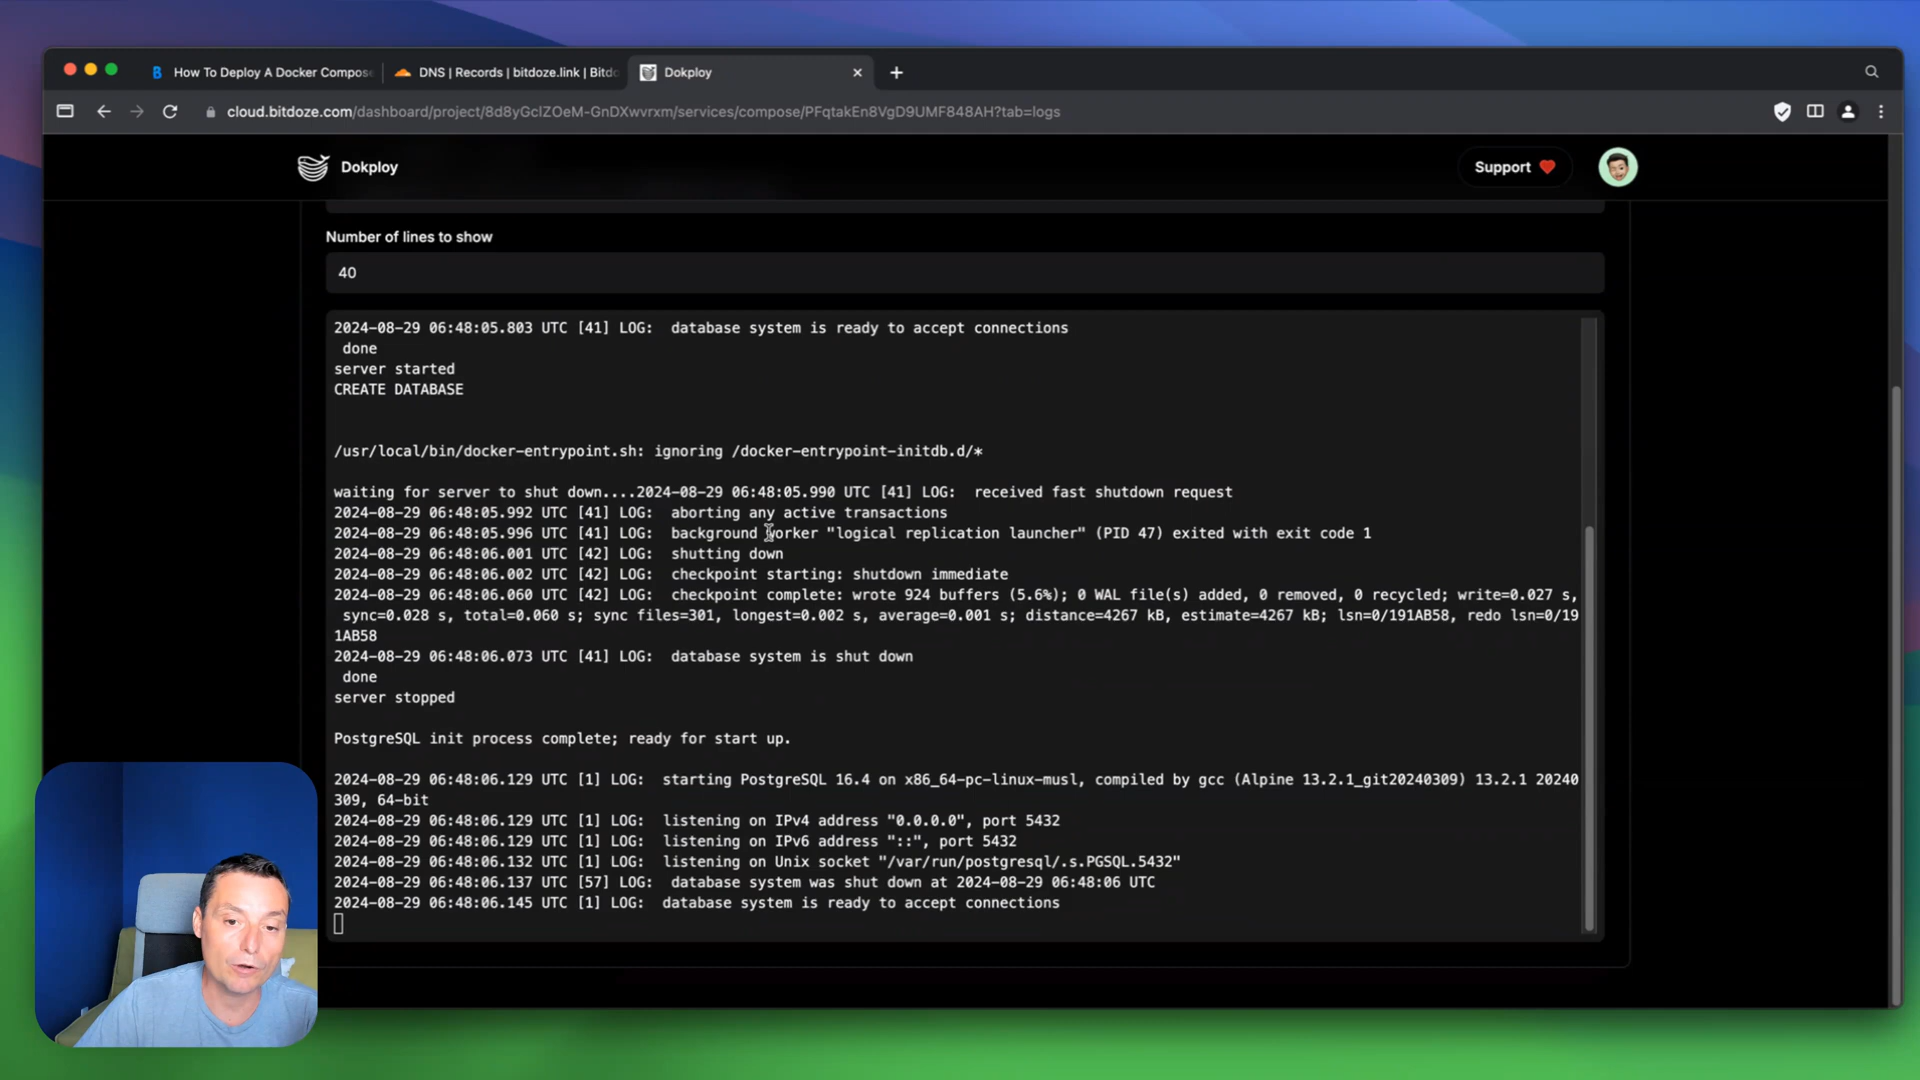 How To Deploy A Docker Compose
DNS | Records | bitdoze.link | Bitdo
Dokploy
cloud.bitdoze.com/dashboard/project/8d8yGclZOeM-GnDXwvrxm/services/compose/PFqtakEn8VgD9UMF848AH?tab=logs
Dokploy
Support
Number of lines to show
40
2024-08-29 06:48:05.803 UTC [41] LOG:  database system is ready to accept connections
done
server started
CREATE DATABASE
/usr/local/bin/docker-entrypoint.sh: ignoring /docker-entrypoint-initdb.d/*
waiting for server to shut down....2024-08-29 06:48:05.990 UTC [41] LOG:  received fast shutdown request
2024-08-29 06:48:05.992 UTC [41] LOG:  aborting any active transactions
2024-08-29 06:48:05.996 UTC [41] LOG:  background worker "logical replication launcher" (PID 47) exited with exit code 1
2024-08-29 06:48:06.001 UTC [42] LOG:  shutting down
2024-08-29 06:48:06.002 UTC [42] LOG:  checkpoint starting: shutdown immediate
2024-08-29 06:48:06.060 UTC [42] LOG:  checkpoint complete: wrote 924 buffers (5.6%); 0 WAL file(s) added, 0 removed, 0 recycled; write=0.027 s,
sync=0.028 s, total=0.060 s; sync files=301, longest=0.002 s, average=0.001 s; distance=4267 kB, estimate=4267 kB; lsn=0/191AB58, redo lsn=0/19
1AB58
2024-08-29 06:48:06.073 UTC [41] LOG:  database system is shut down
done
server stopped
PostgreSQL init process complete; ready for start up.
2024-08-29 06:48:06.129 UTC [1] LOG:  starting PostgreSQL 16.4 on x86_64-pc-linux-musl, compiled by gcc (Alpine 13.2.1_git20240309) 13.2.1 20240
309, 64-bit
2024-08-29 06:48:06.129 UTC [1] LOG:  listening on IPv4 address "0.0.0.0", port 5432
2024-08-29 06:48:06.129 UTC [1] LOG:  listening on IPv6 address "::", port 5432
2024-08-29 06:48:06.132 UTC [1] LOG:  listening on Unix socket "/var/run/postgresql/.s.PGSQL.5432"
2024-08-29 06:48:06.137 UTC [57] LOG:  database system was shut down at 2024-08-29 06:48:06 UTC
2024-08-29 06:48:06.145 UTC [1] LOG:  database system is ready to accept connections